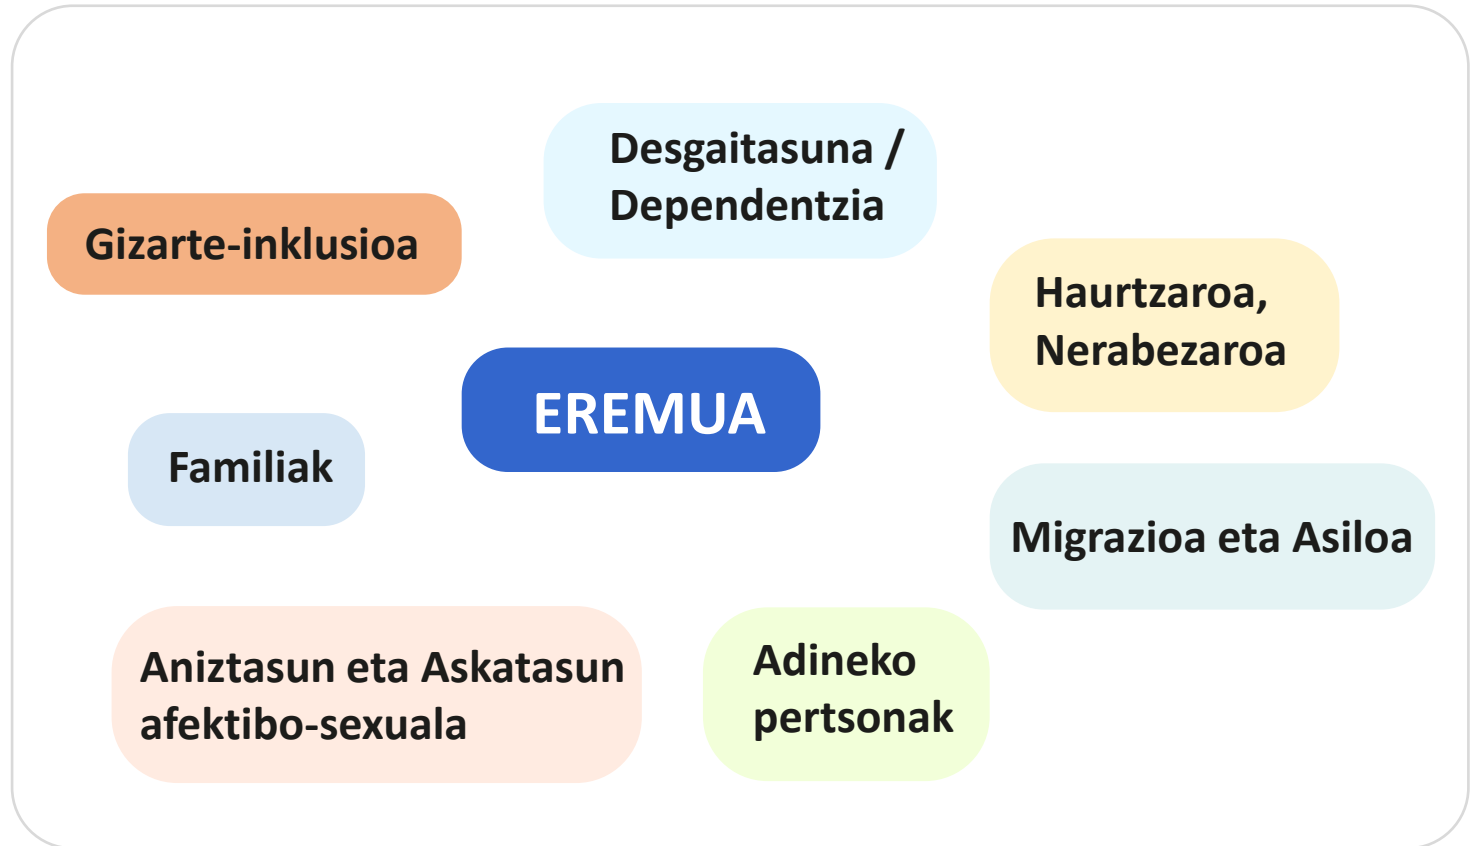 Desgaitasuna /
Dependentzia
Gizarte-inklusioa
Haurtzaroa,
Nerabezaroa
EREMUA
Familiak
Migrazioa eta Asiloa
Aniztasun eta Askatasun
afektibo-sexuala
Adineko
pertsonak